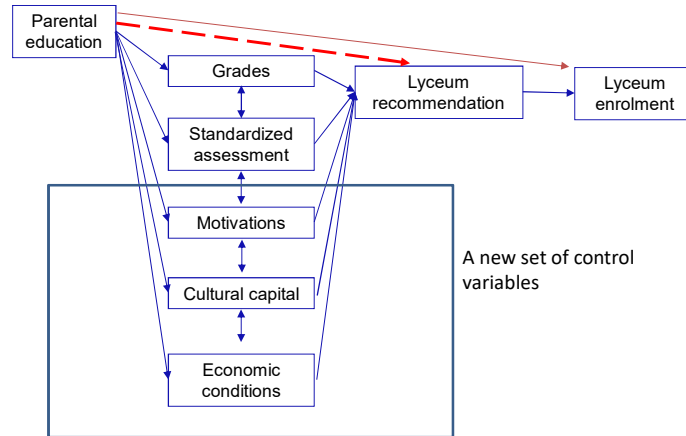 Parental
education
Grades
Lyceum
recommendation
Lyceum
enrolment
Standardized
assessment
Motivations
A new set of control
variables
Cultural capital
Economic
conditions